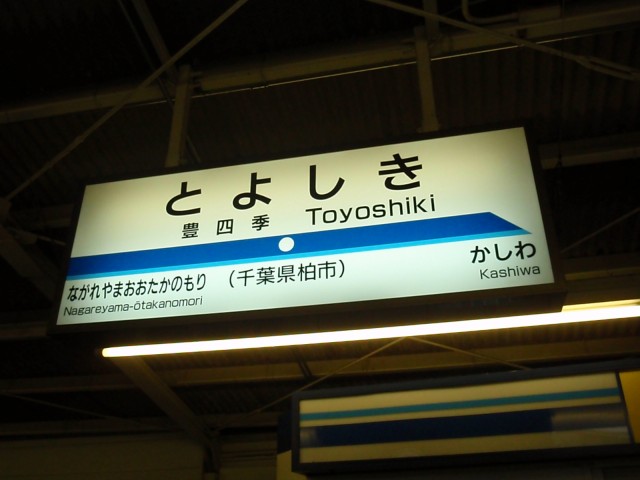 とよしき
豊四季 Toyoshiki
ながれやまおおたかのもり
Nagareyama-ōtakanomori
（千葉県柏市）
かしわ
Kashiwa